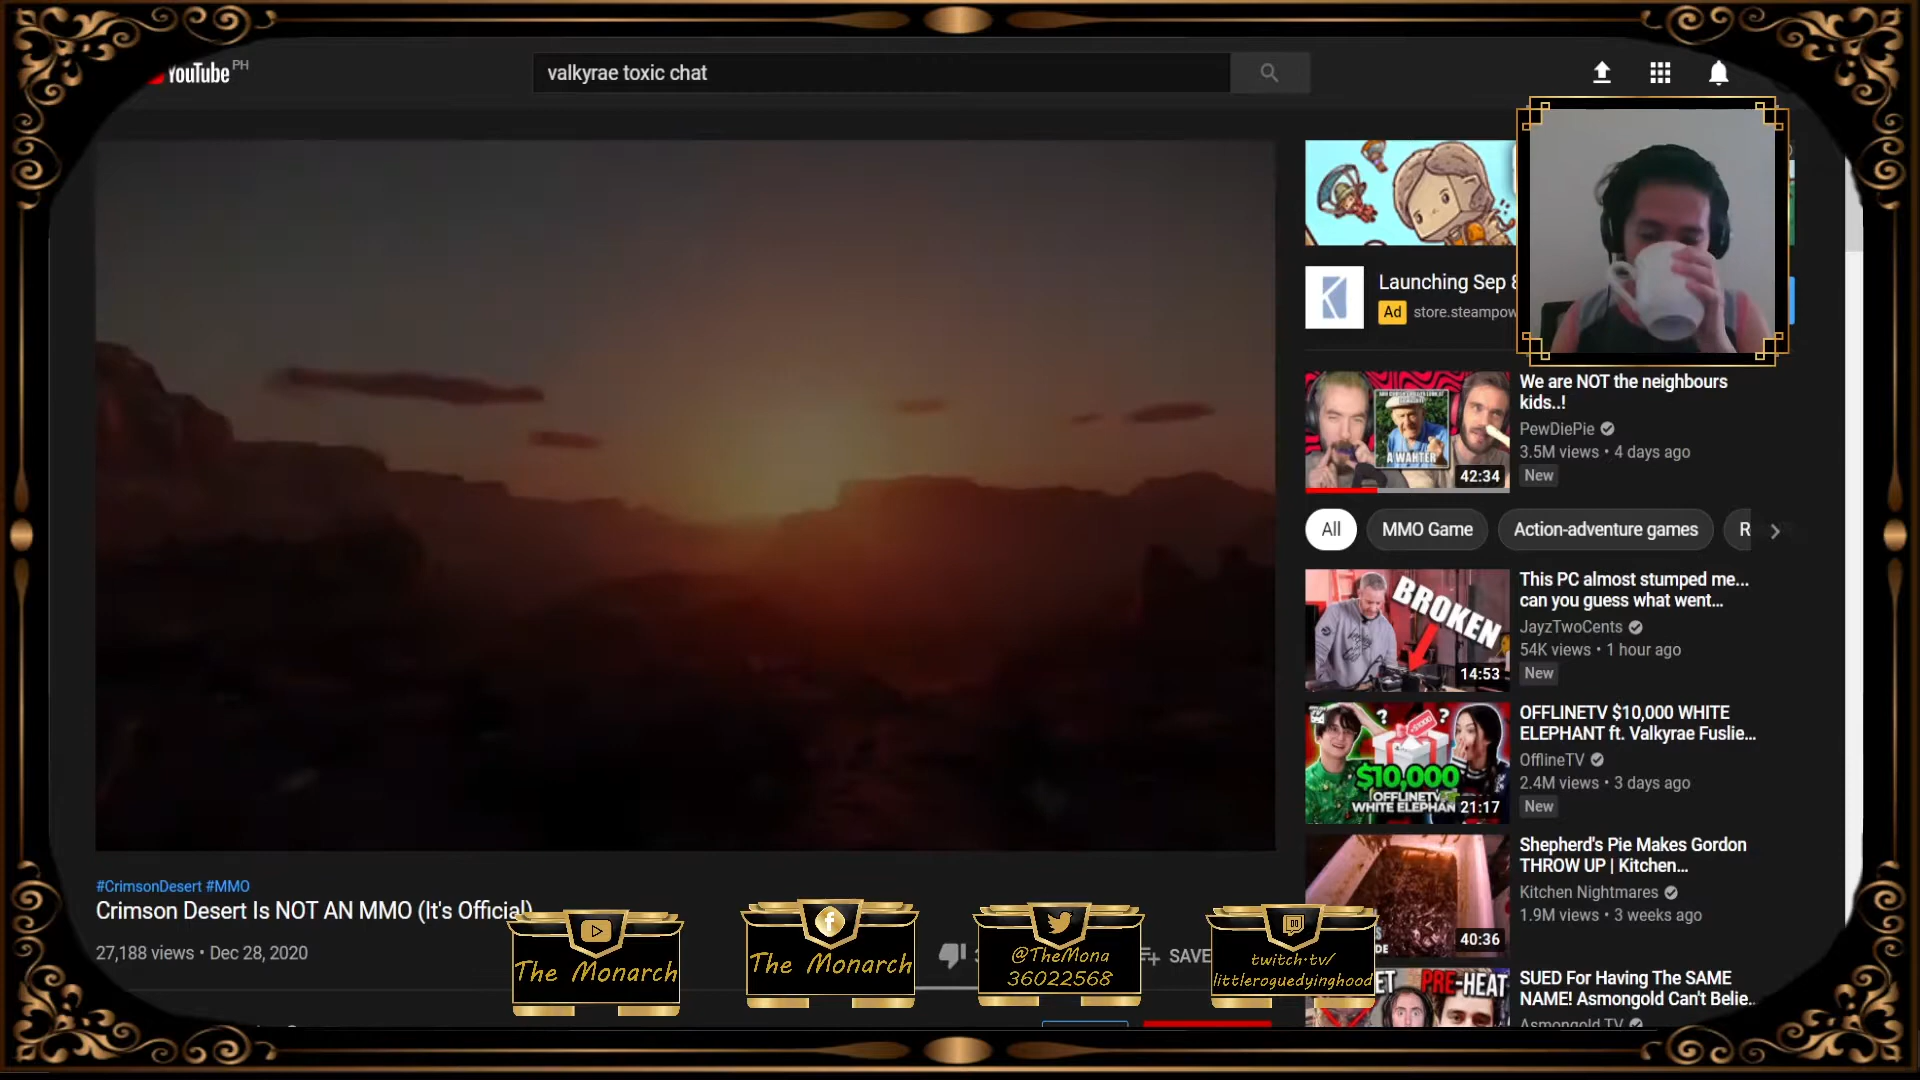 YouTube PH
valkyrae toxic chat
Launching Sep
Ad store.steampow
We are NOT the neighbours
kids..!
PewDiePie
3.5M views • 4 days ago
New
A WAHTER
42:34
All
MMO Game
Action-adventure games
R
This PC almost stumped me...
can you guess what went...
JayzTwoCents
54K views • 1 hour ago
New
BROKEN
14:53
OFFLINETV $10,000 WHITE
ELEPHANT ft. Valkyrae Fuslie...
OfflineTV
2.4M views • 3 days ago
New
$10,000
OFFLINETV
WHITE ELEPHAN
21:17
Shepherd's Pie Makes Gordon
THROW UP | Kitchen...
Kitchen Nightmares
1.9M views • 3 weeks ago
DE
40:36
SUED For Having The SAME
NAME! Asmongold Can't Belie..
Asmongold TV
ET PRE-HEAT
#CrimsonDesert #MMO
Crimson Desert Is NOT AN MMO (It's Official)
27,188 views • Dec 28, 2020
SAVE
The Monarch
The Monarch
@TheMona
36022568
twitch.tv/
littleroguedyinghood